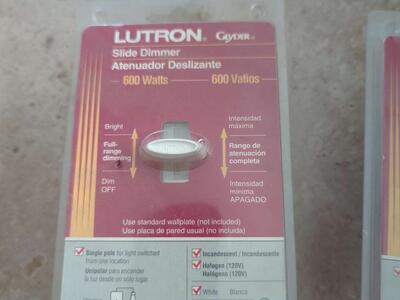 LUTRON® GLYDER
Slide Dimmer
Atenuador Deslizante
600 Watts 600 Vatios
Bright
Intensidad
máxima
Full-
range
dimming
Rango de
atenuación
completa
Dim
OFF
Intensidad
mínima
APAGADO
Use standard wallplate (not included)
Use placa de pared usual (no incluida)
Single pole for light switched
from one location
Unipolar para encender
la luz desde un solo lugar
Incandescent / Incandescente
Halogen (120V)
Halógeno (120V)
White Blanco